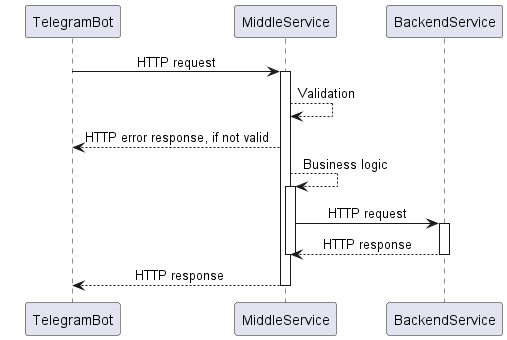 TelegramBot
MiddleService
BackendService
HTTP request
Validation
HTTP error response, if not valid
Business logic
HTTP request
HTTP response
HTTP response
TelegramBot
MiddleService
BackendService